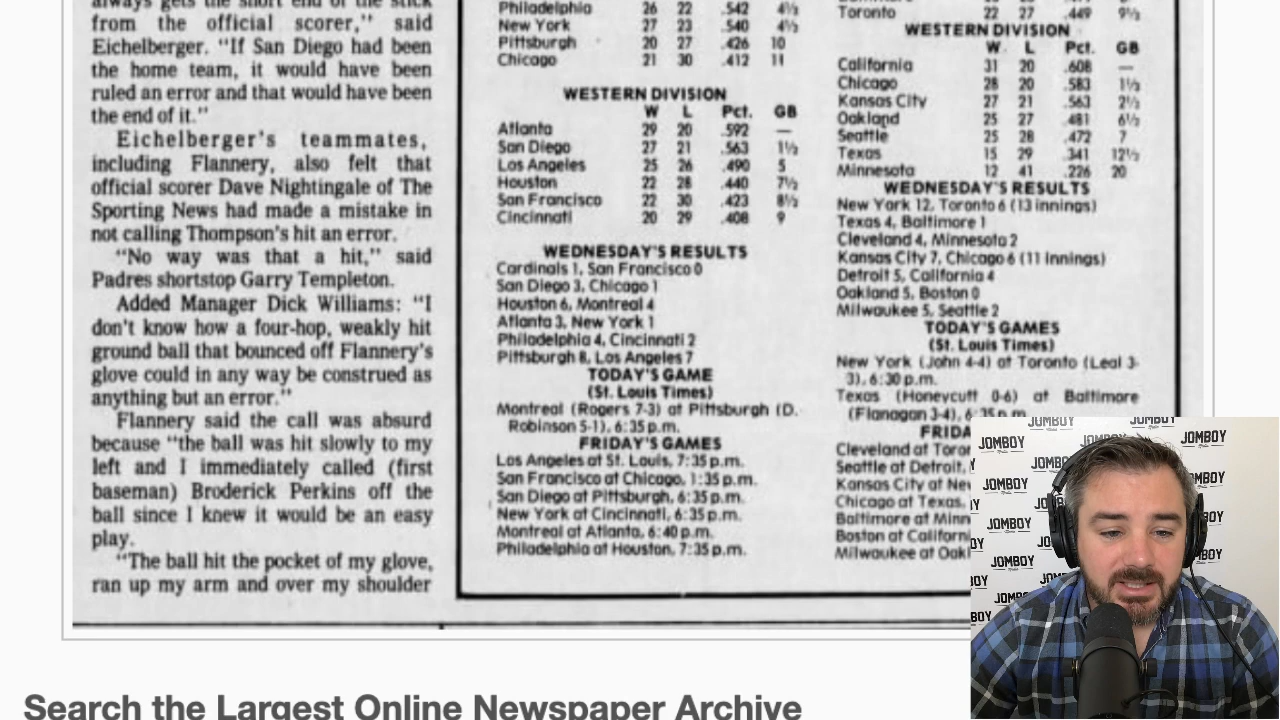 always gets the short end of the stick
from the official scorer," said
Eichelberger. "If San Diego had been
the home team, it would have been
ruled an error and that would have been
the end of it."
Eichelberger's teammates,
including Flannery, also felt that
official scorer Dave Nightingale of The
Sporting News had made a mistake in
not calling Thompson's hit an error.
"No way was that a hit," said
Padres shortstop Garry Templeton.
Added Manager Dick Williams: "I
don't know how a four-hop, weakly hit
ground ball that bounced off Flannery's
glove could in any way be construed as
anything but an error."
Flannery said the call was absurd
because "the ball was hit slowly to my
left and I immediately called (first
baseman) Broderick Perkins off the
ball since I knew it would be an easy
play.
"The ball hit the pocket of my glove,
ran up my arm and over my shoulder
Philadelphia 26 22 .542 4½
New York 27 23 .540 4½
Pittsburgh 20 27 .426 10
Chicago 21 30 .412 11
WESTERN DIVISION
W L Pct. GB
Atlanta 29 20 .592 —
San Diego 27 21 .563 1½
Los Angeles 25 26 .490 5
Houston 22 28 .440 7½
San Francisco 22 30 .423 8½
Cincinnati 20 29 .408 9
WEDNESDAY'S RESULTS
Cardinals 1, San Francisco 0
San Diego 3, Chicago 1
Houston 6, Montreal 4
Atlanta 3, New York 1
Philadelphia 4, Cincinnati 2
Pittsburgh 8, Los Angeles 7
TODAY'S GAME
(St. Louis Times)
Montreal (Rogers 7-3) at Pittsburgh (D.
Robinson 5-1), 6:35 p.m.
FRIDAY'S GAMES
Los Angeles at St. Louis, 7:35 p.m.
San Francisco at Chicago, 1:35 p.m.
San Diego at Pittsburgh, 6:35 p.m.
New York at Cincinnati, 6:35 p.m.
Montreal at Atlanta, 6:40 p.m.
Philadelphia at Houston, 7:35 p.m.
Toronto 22 27 .449 9½
WESTERN DIVISION
W L Pct. GB
California 31 20 .608 —
Chicago 28 20 .583 1½
Kansas City 27 21 .563 2½
Oakland 25 27 .481 6½
Seattle 25 28 .472 7
Texas 15 29 .341 12½
Minnesota 12 41 .226 20
WEDNESDAY'S RESULTS
New York 12, Toronto 6 (13 innings)
Texas 4, Baltimore 1
Cleveland 4, Minnesota 2
Kansas City 7, Chicago 6 (11 innings)
Detroit 5, California 4
Oakland 5, Boston 0
Milwaukee 5, Seattle 2
TODAY'S GAMES
(St. Louis Times)
New York (John 4-4) at Toronto (Leal 3-
3), 6:30 p.m.
Texas (Honeycutt 0-6) at Baltimore
(Flanagan 3-4), 6:35 p.m.
FRIDA
Cleveland at Toron
Seattle at Detroit,
Kansas City at New
Chicago at Texas,
Baltimore at Minn
Boston at Californ
Milwaukee at Oakl
JOMBOY
JOMBOY
JOMBOY
JOMBOY
JOMBOY
JOMBOY
JOMBOY
Search the Largest Online Newspaper Archive